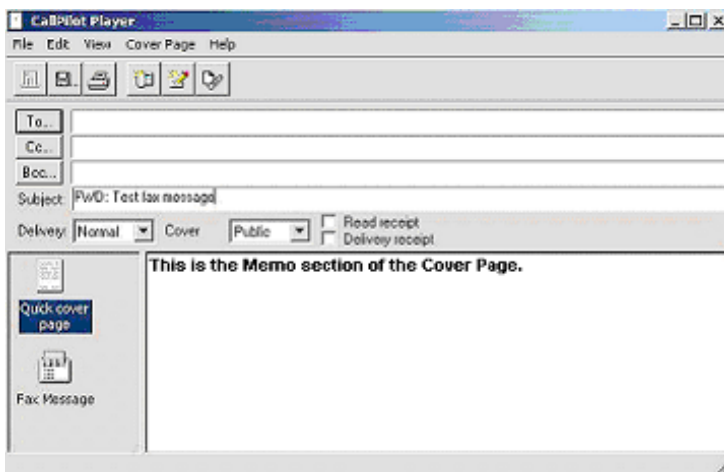 CallPilot Player
File Edit View Cover Page Help
To...
Cc...
Bcc...
Subject: FWD: Test fax message
Delivery: Normal Cover Public Read receipt
Delivery receipt
This is the Memo section of the Cover Page.
Quick cover
page
Fax Message